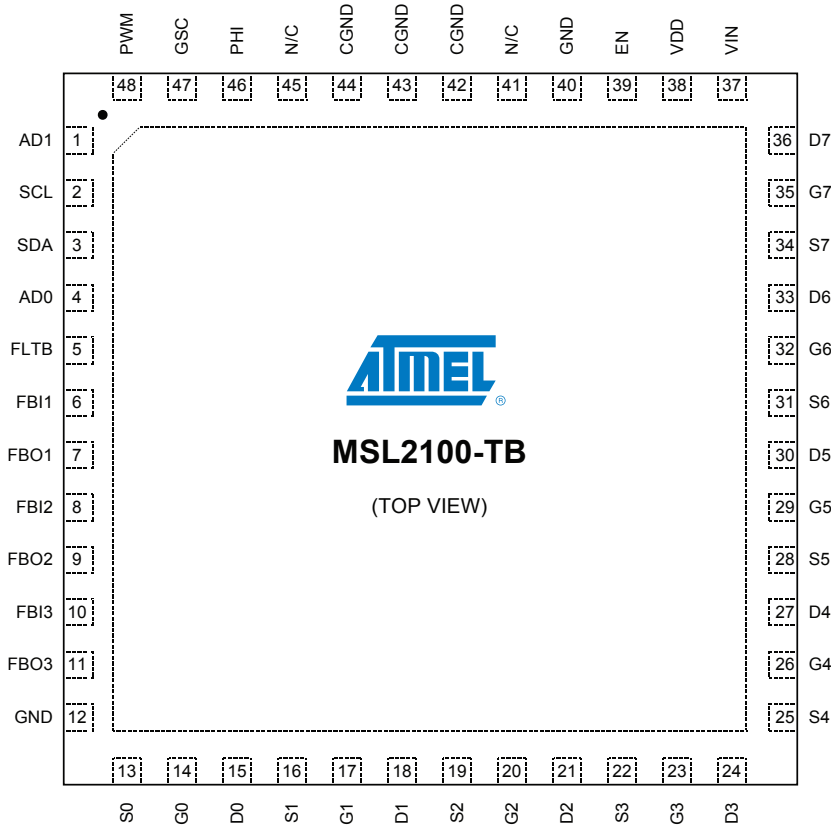 PWM GSC PHI N/C CGND CGND CGND N/C GND EN VDD VIN
48 47 46 45 44 43 42 41 40 39 38 37
AD1 1 36 D7
SCL 2 35 G7
SDA 3 34 S7
AD0 4 33 D6
FLTB 5 32 G6
FBI1 6 31 S6
FBO1 7 30 D5
FBI2 8 29 G5
FBO2 9 28 S5
FBI3 10 27 D4
FBO3 11 26 G4
GND 12 25 S4
ATMEL ®
MSL2100-TB
(TOP VIEW)
13 14 15 16 17 18 19 20 21 22 23 24
S0 G0 D0 S1 G1 D1 S2 G2 D2 S3 G3 D3